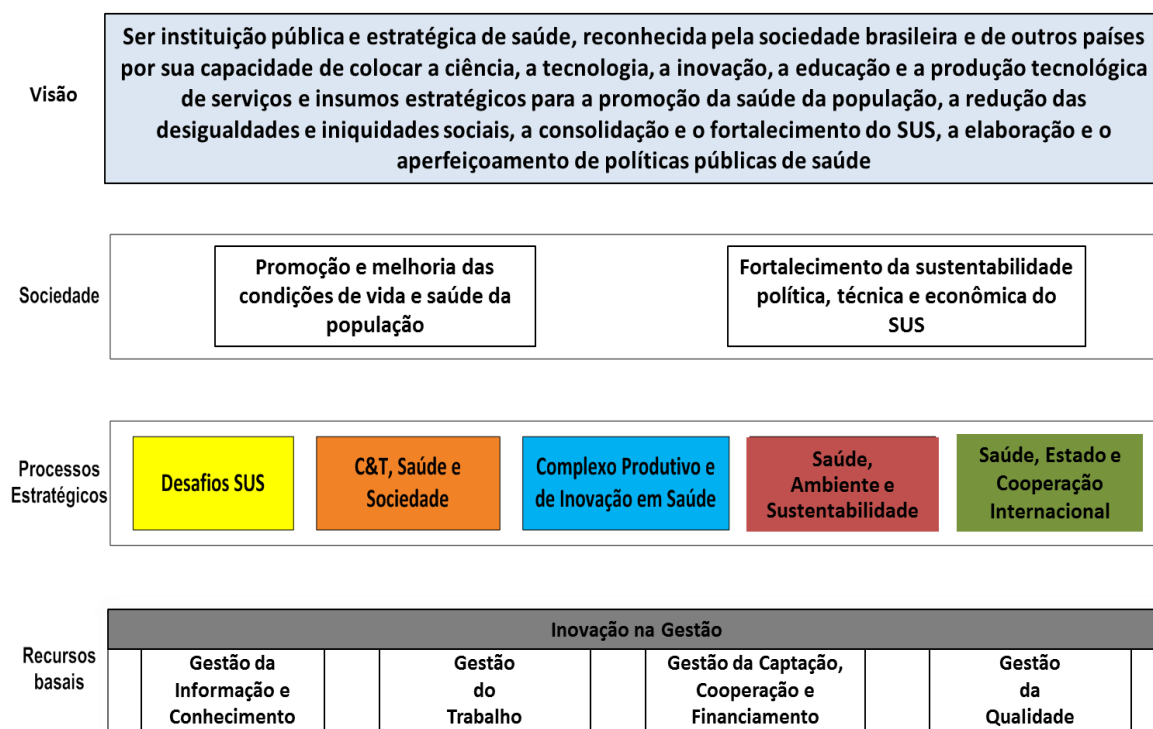 Visão
Ser instituição pública e estratégica de saúde, reconhecida pela sociedade brasileira e de outros países
por sua capacidade de colocar a ciência, a tecnologia, a inovação, a educação e a produção tecnológica
de serviços e insumos estratégicos para a promoção da saúde da população, a redução das
desigualdades e iniquidades sociais, a consolidação e o fortalecimento do SUS, a elaboração e o
aperfeiçoamento de políticas públicas de saúde
Sociedade
Promoção e melhoria das
condições de vida e saúde da
população
Fortalecimento da sustentabilidade
política, técnica e econômica do
SUS
Processos
Estratégicos
Desafios SUS
C&T, Saúde e
Sociedade
Complexo Produtivo e
de Inovação em Saúde
Saúde,
Ambiente e
Sustentabilidade
Saúde, Estado e
Cooperação
Internacional
Recursos
basais
Inovação na Gestão
Gestão da
Informação e
Conhecimento
Gestão
do
Trabalho
Gestão da Captação,
Cooperação e
Financiamento
Gestão
da
Qualidade